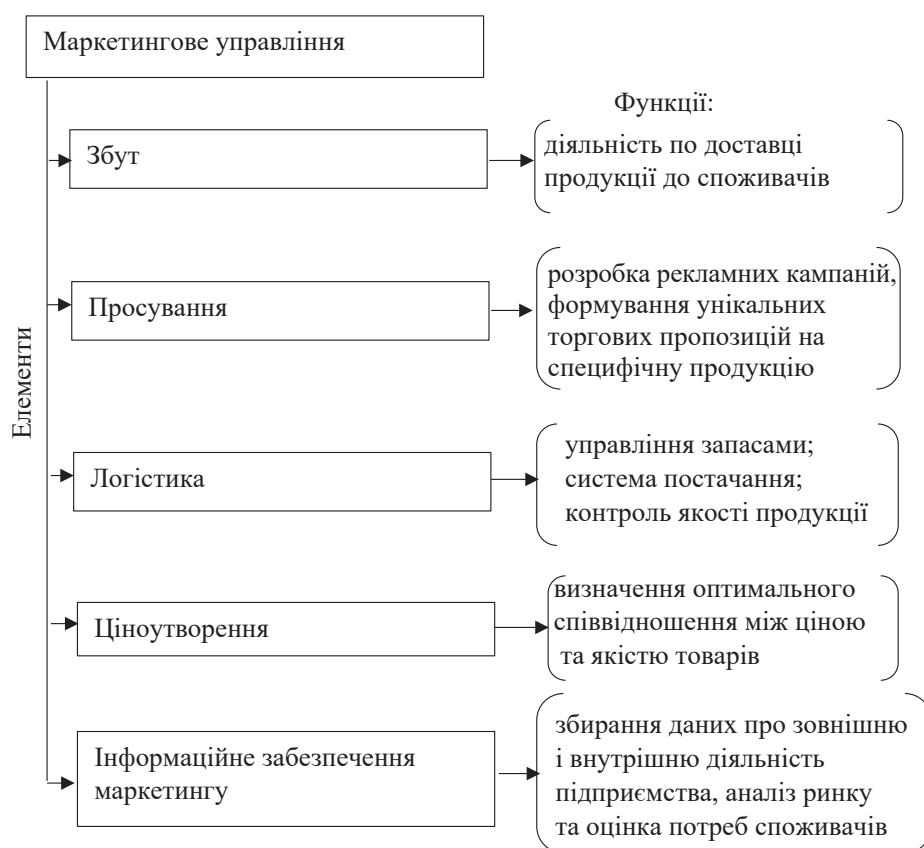 Маркетингове управління
Функції:
Елементи
Збут
діяльність по доставці
продукції до споживачів
Просування
розробка рекламних кампаній,
формування унікальних
торгових пропозицій на
специфічну продукцію
Логістика
управління запасами;
система постачання;
контроль якості продукції
Ціноутворення
визначення оптимального
співвідношення між ціною
та якістю товарів
Інформаційне забезпечення
маркетингу
збирання даних про зовнішню
і внутрішню діяльність
підприємства, аналіз ринку
та оцінка потреб споживачів